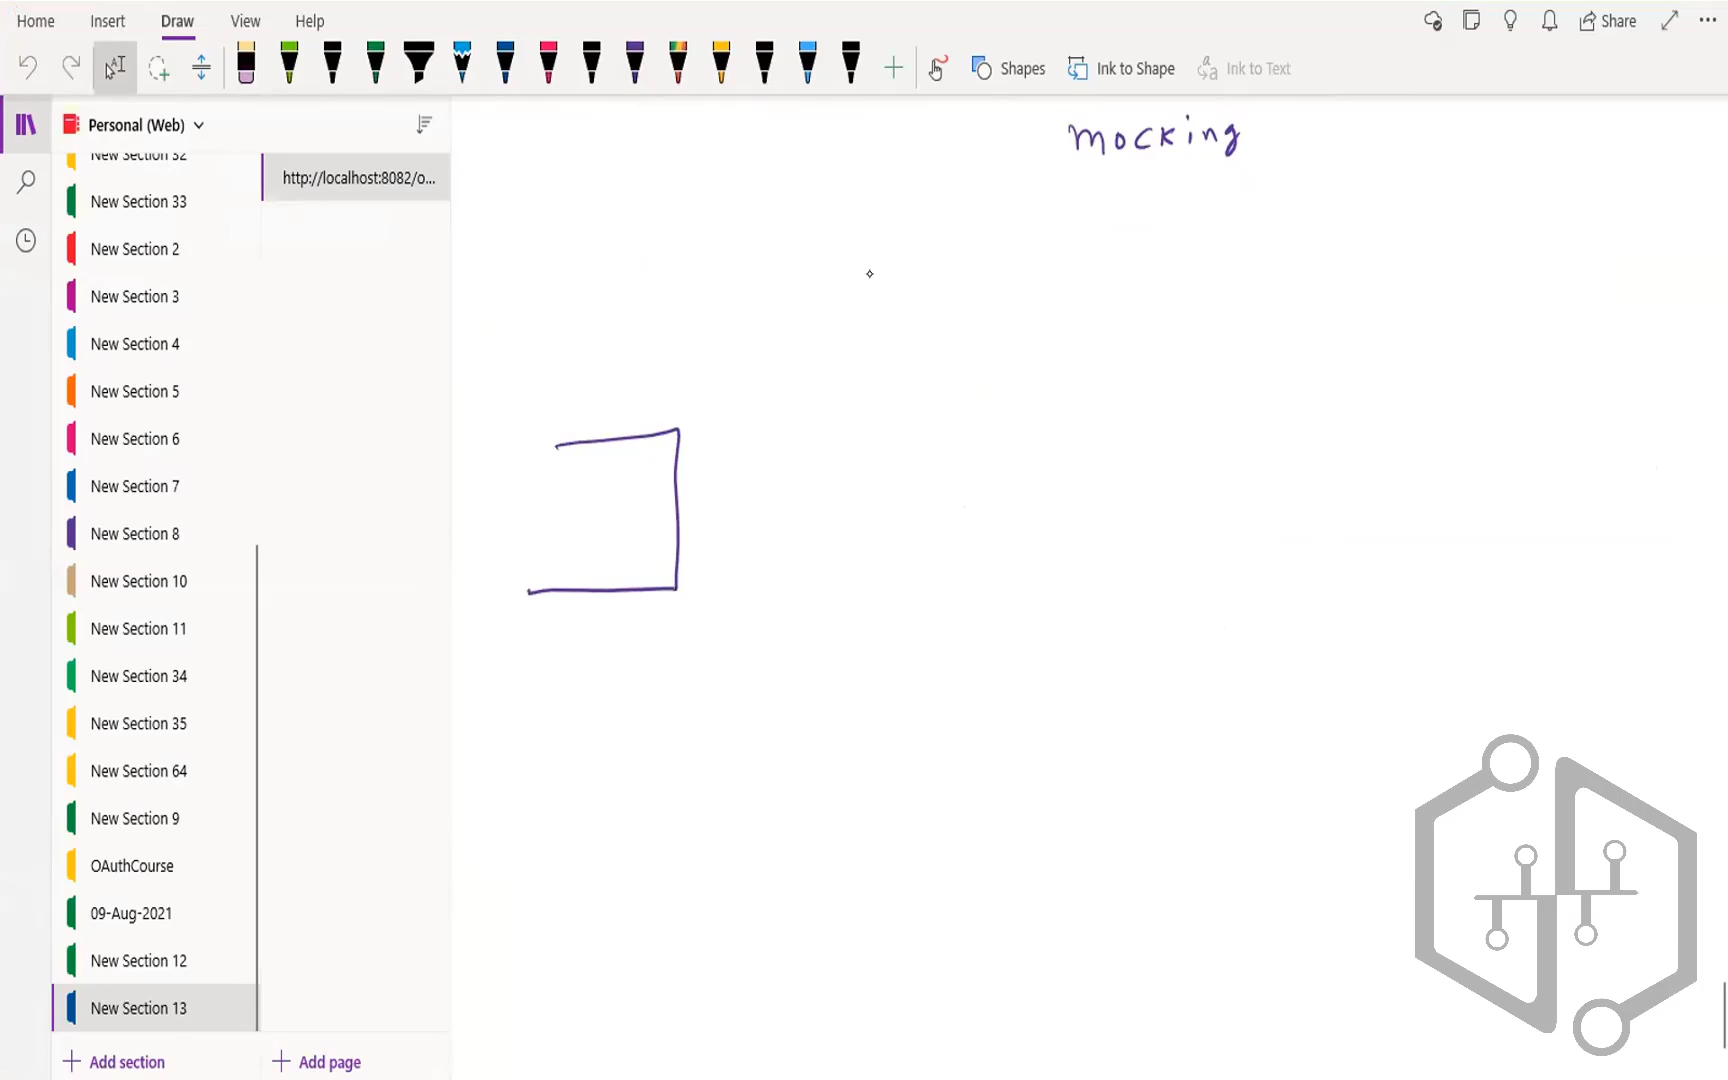 Home Insert Draw View Help
Share
Shapes Ink to Shape Ink to Text
Personal (Web)
New Section 32
New Section 33
New Section 2
New Section 3
New Section 4
New Section 5
New Section 6
New Section 7
New Section 8
New Section 10
New Section 11
New Section 34
New Section 35
New Section 64
New Section 9
OAuthCourse
09-Aug-2021
New Section 12
New Section 13
Add section
http://localhost:8082/o...
Add page
mocking